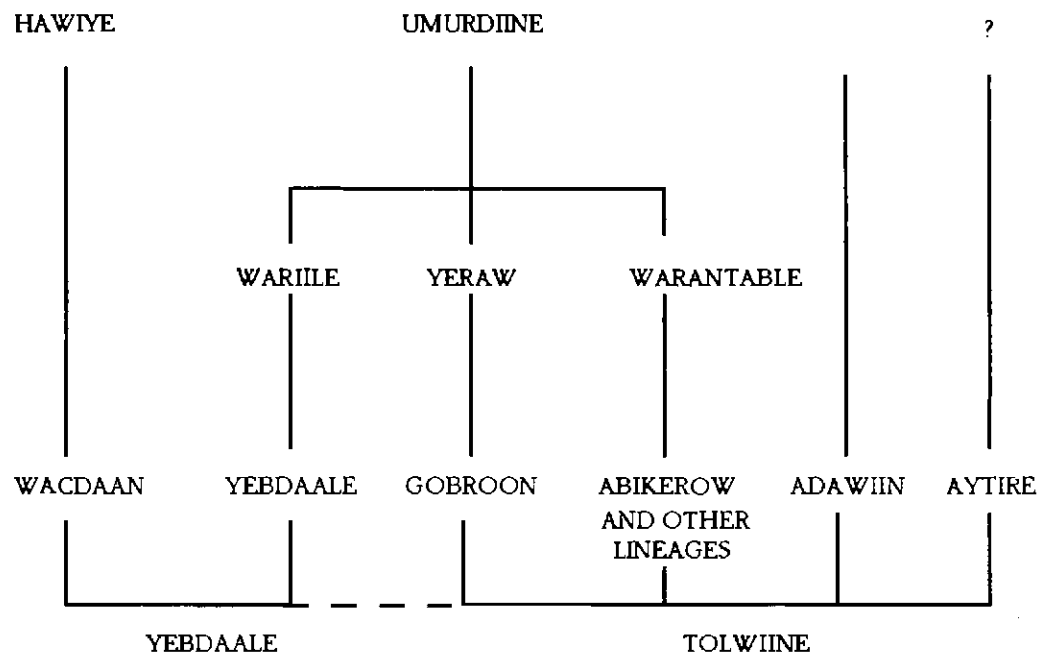 HAWIYE UMURDIINE ?
WARIILE YERAW WARANTABLE
WACDAAN YEBDAALE GOBROON ABIKEROW ADAWIIN AYTIRE
AND OTHER
LINEAGES
YEBDAALE TOLWIINE